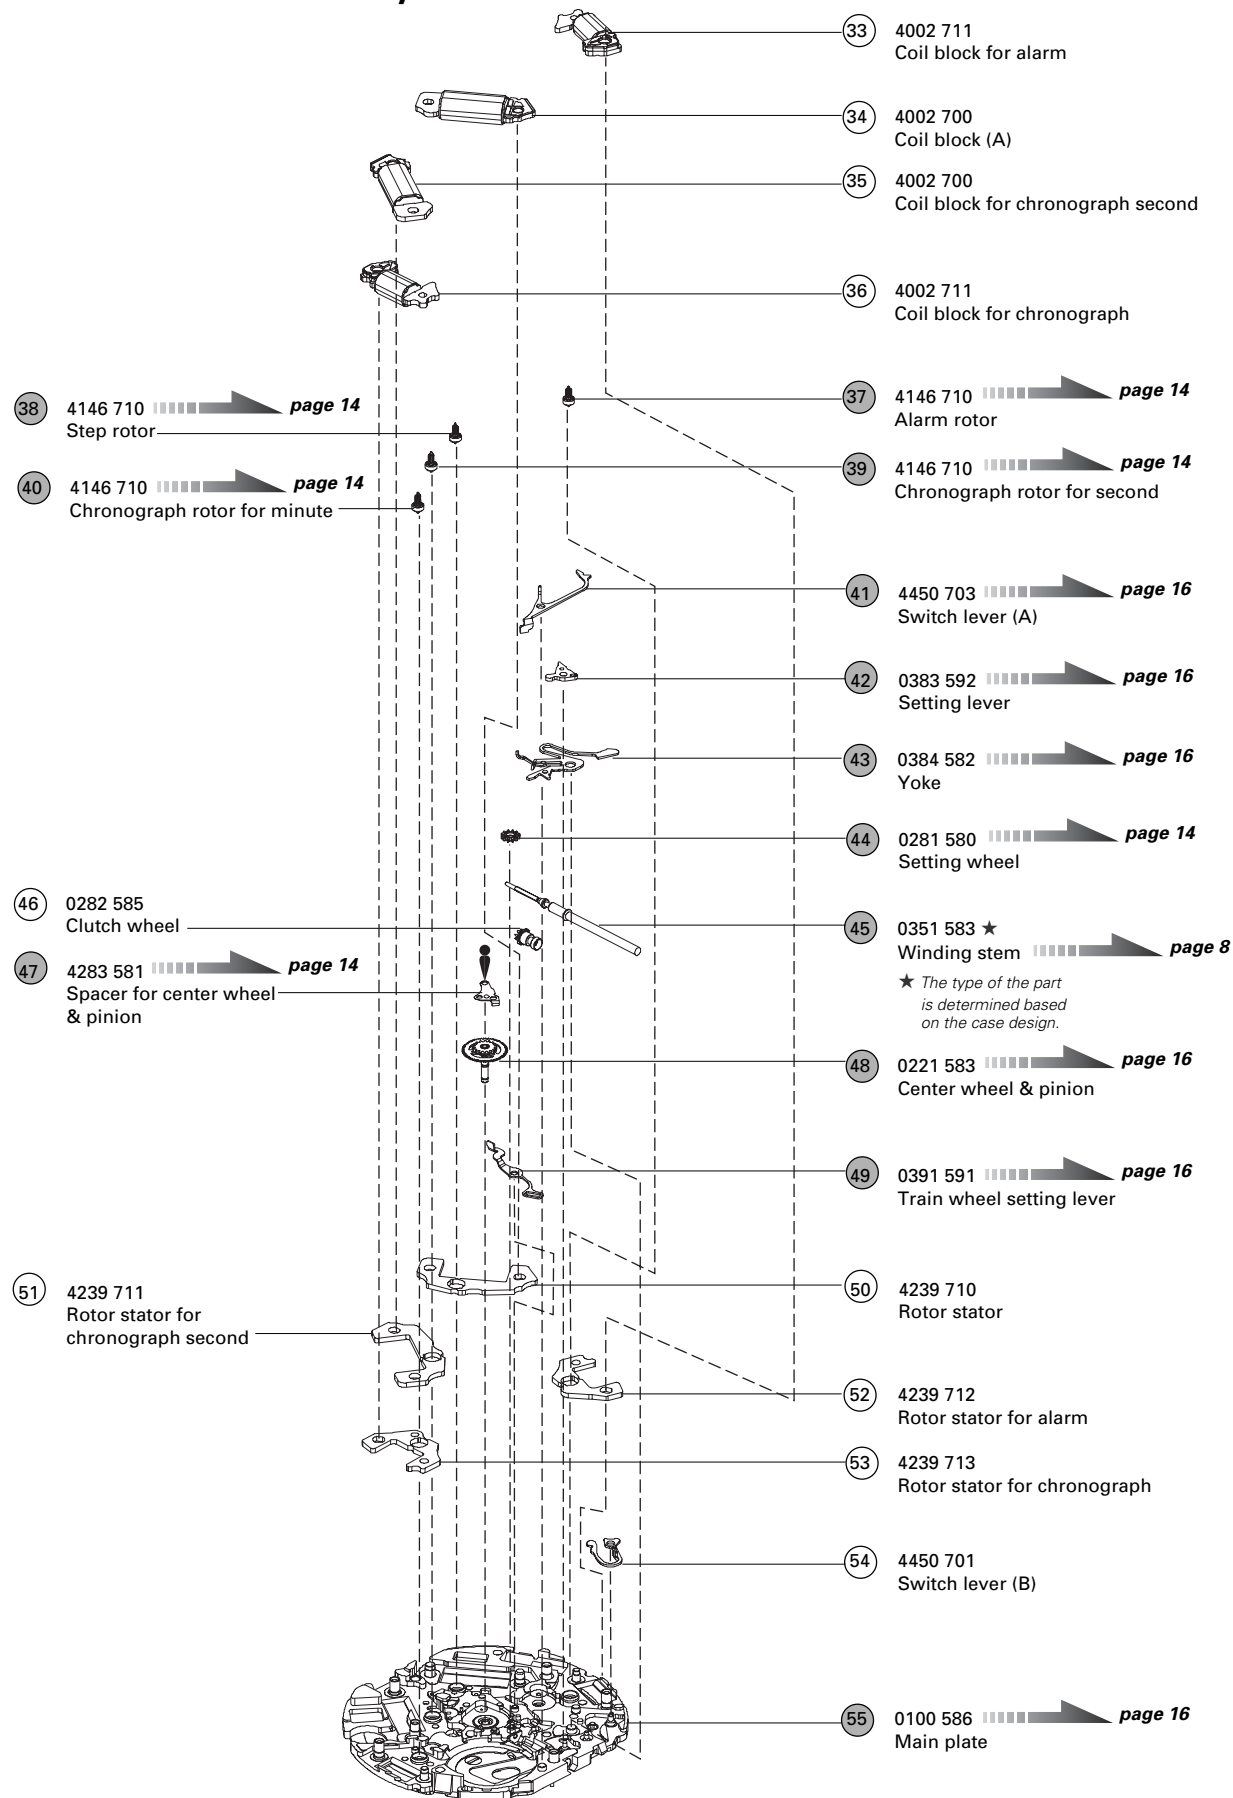 33 4002 711
Coil block for alarm
34 4002 700
Coil block (A)
35 4002 700
Coil block for chronograph second
36 4002 711
Coil block for chronograph
38 4146 710 page 14
Step rotor
37 4146 710 page 14
Alarm rotor
40 4146 710 page 14
Chronograph rotor for minute
39 4146 710 page 14
Chronograph rotor for second
41 4450 703 page 16
Switch lever (A)
42 0383 592 page 16
Setting lever
43 0384 582 page 16
Yoke
44 0281 580 page 14
Setting wheel
46 0282 585
Clutch wheel
45 0351 583 ★
Winding stem page 8
★ The type of the part
is determined based
on the case design.
47 4283 581 page 14
Spacer for center wheel
& pinion
48 0221 583 page 16
Center wheel & pinion
49 0391 591 page 16
Train wheel setting lever
51 4239 711
Rotor stator for
chronograph second
50 4239 710
Rotor stator
52 4239 712
Rotor stator for alarm
53 4239 713
Rotor stator for chronograph
54 4450 701
Switch lever (B)
55 0100 586 page 16
Main plate